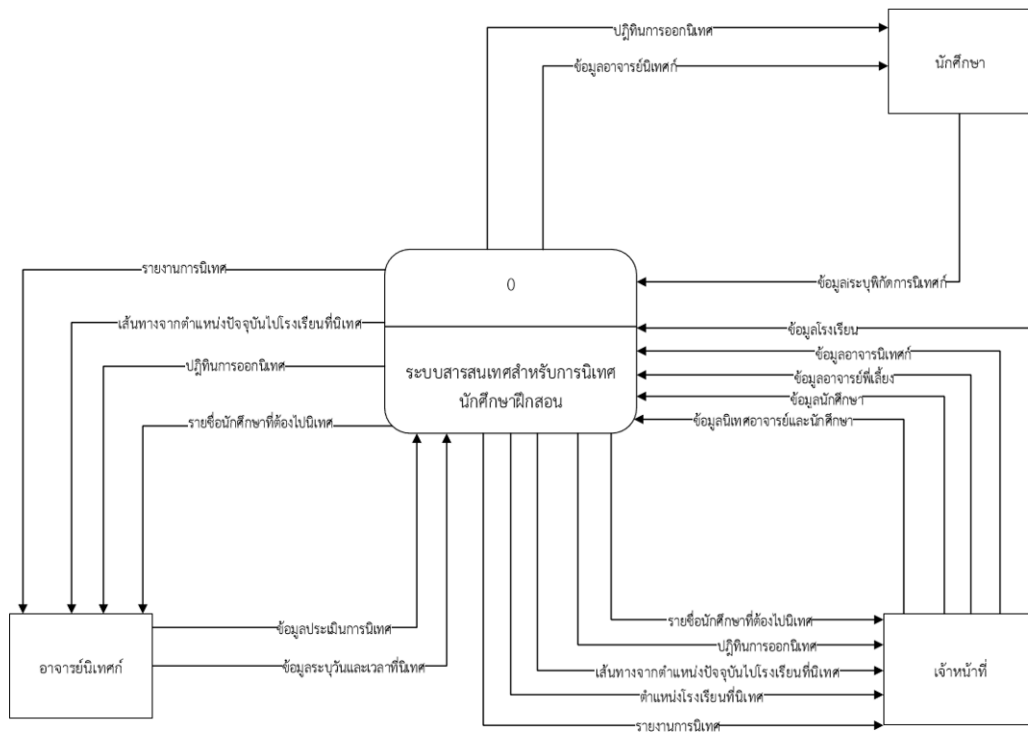 ปฎิทินการออกนิเทศ
นักศึกษา
ข้อมูลอาจารย์นิเทศก์
รายงานการนิเทศ
0
ข้อมูลระบุพิกัดการนิเทศก์
เส้นทางจากตำแหน่งปัจจุบันไปโรงเรียนที่นิเทศ
ข้อมูลโรงเรียน
ข้อมูลอาจารนิเทศก์
ปฎิทินการออกนิเทศ
ระบบสารสนเทศสำหรับการนิเทศ
นักศึกษาฝึกสอน
ข้อมูลอาจารย์พี่เลี้ยง
ข้อมูลนักศึกษา
รายชื่อนักศึกษาที่ต้องไปนิเทศ
ข้อมูลนิเทศอาจารย์และนักศึกษา
อาจารย์นิเทศก์
ข้อมูลประเมินการนิเทศ
ข้อมูลระบุวันและเวลาที่นิเทศ
รายชื่อนักศึกษาที่ต้องไปนิเทศ
ปฎิทินการออกนิเทศ
เส้นทางจากตำแหน่งปัจจุบันไปโรงเรียนที่นิเทศ
เจ้าหน้าที่
ตำแหน่งโรงเรียนที่นิเทศ
รายงานการนิเทศ